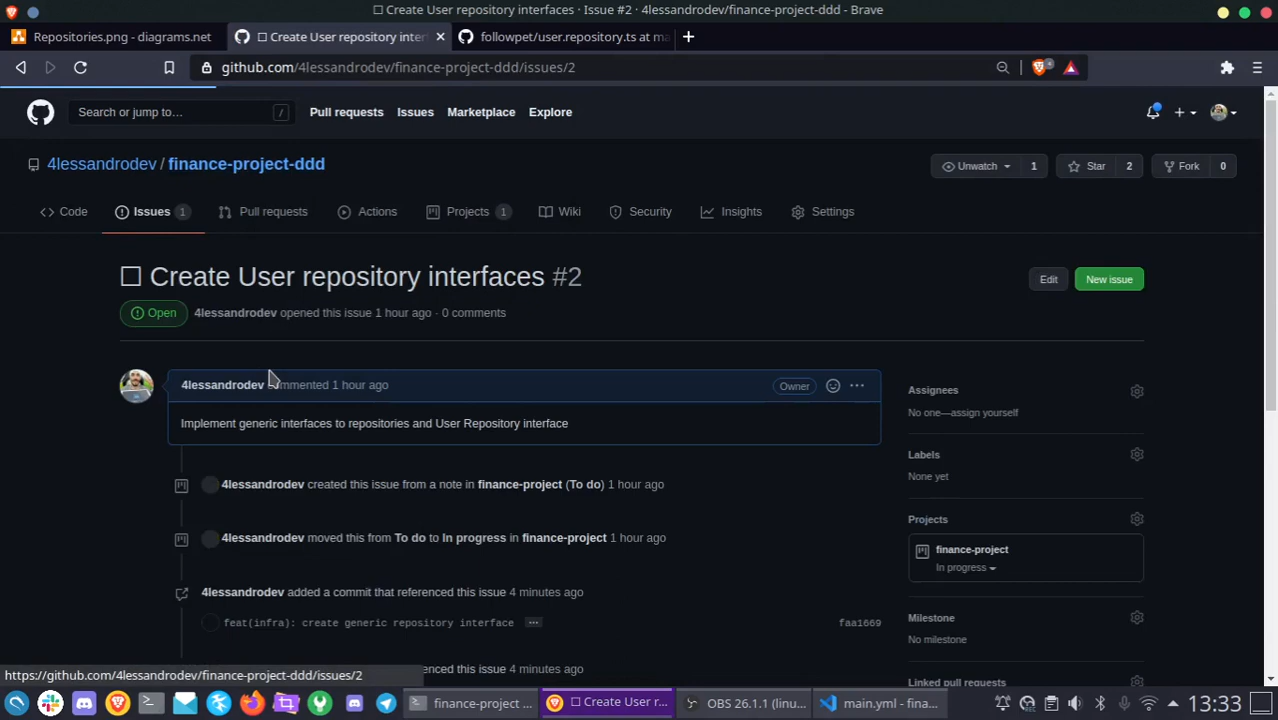 ☐ Create User repository interfaces · Issue #2 · 4lessandrodev/finance-project-ddd - Brave
Repositories.png - diagrams.net
☐ Create User repository inter
followpet/user.repository.ts at ma
github.com/4lessandrodev/finance-project-ddd/issues/2
4
Search or jump to… /
Pull requests Issues Marketplace Explore
4lessandrodev / finance-project-ddd
Unwatch 1 Star 2 Fork 0
Code Issues 1 Pull requests Actions Projects 1 Wiki Security Insights Settings
☐ Create User repository interfaces #2
Edit New issue
Open 4lessandrodev opened this issue 1 hour ago · 0 comments
4lessandrodev commented 1 hour ago Owner
Implement generic interfaces to repositories and User Repository interface
4lessandrodev created this issue from a note in finance-project (To do) 1 hour ago
4lessandrodev moved this from To do to In progress in finance-project 1 hour ago
4lessandrodev added a commit that referenced this issue 4 minutes ago
feat(infra): create generic repository interface … faa1669
enced this issue 4 minutes ago
Assignees
No one—assign yourself
Labels
None yet
Projects
finance-project
In progress
Milestone
No milestone
Linked pull requests
https://github.com/4lessandrodev/finance-project-ddd/issues/2
finance-project ...
Create User r...
OBS 26.1.1 (linu...
main.yml - fina...
13:33